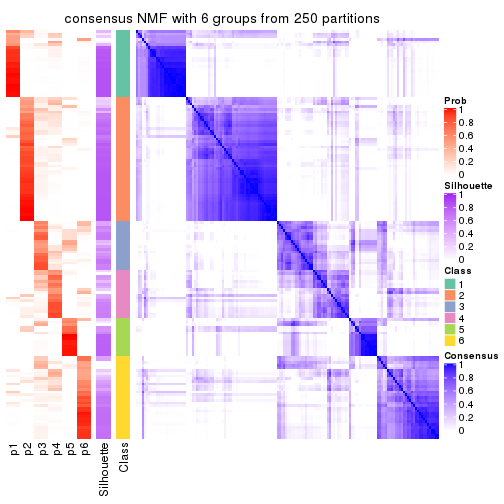 consensus NMF with 6 groups from 250 partitions
Prob
1
0.8
0.6
0.4
0.2
0
Silhouette
1
0.8
0.6
0.4
0.2
0
Class
1
2
3
4
5
6
Consensus
1
0.8
0.6
0.4
0.2
0
p1
p2
p3
p4
p5
p6
Silhouette
Class